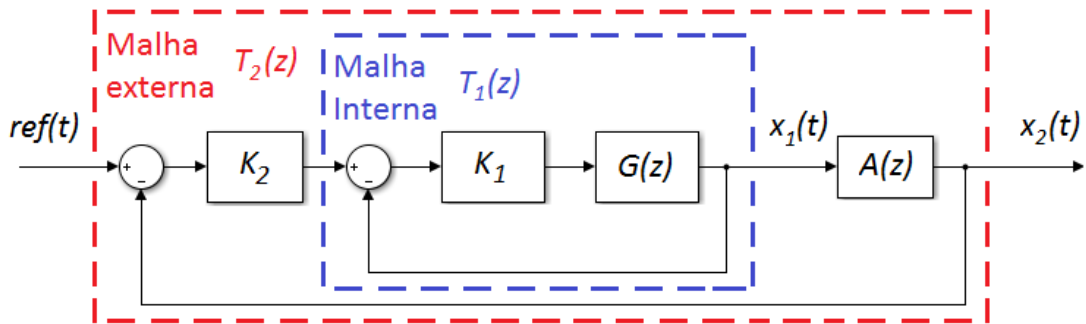 Malha
externa
T₂(z)
Malha
Interna
T₁(z)
ref(t)
+
-
K₂
+
-
K₁
G(z)
x₁(t)
A(z)
x₂(t)